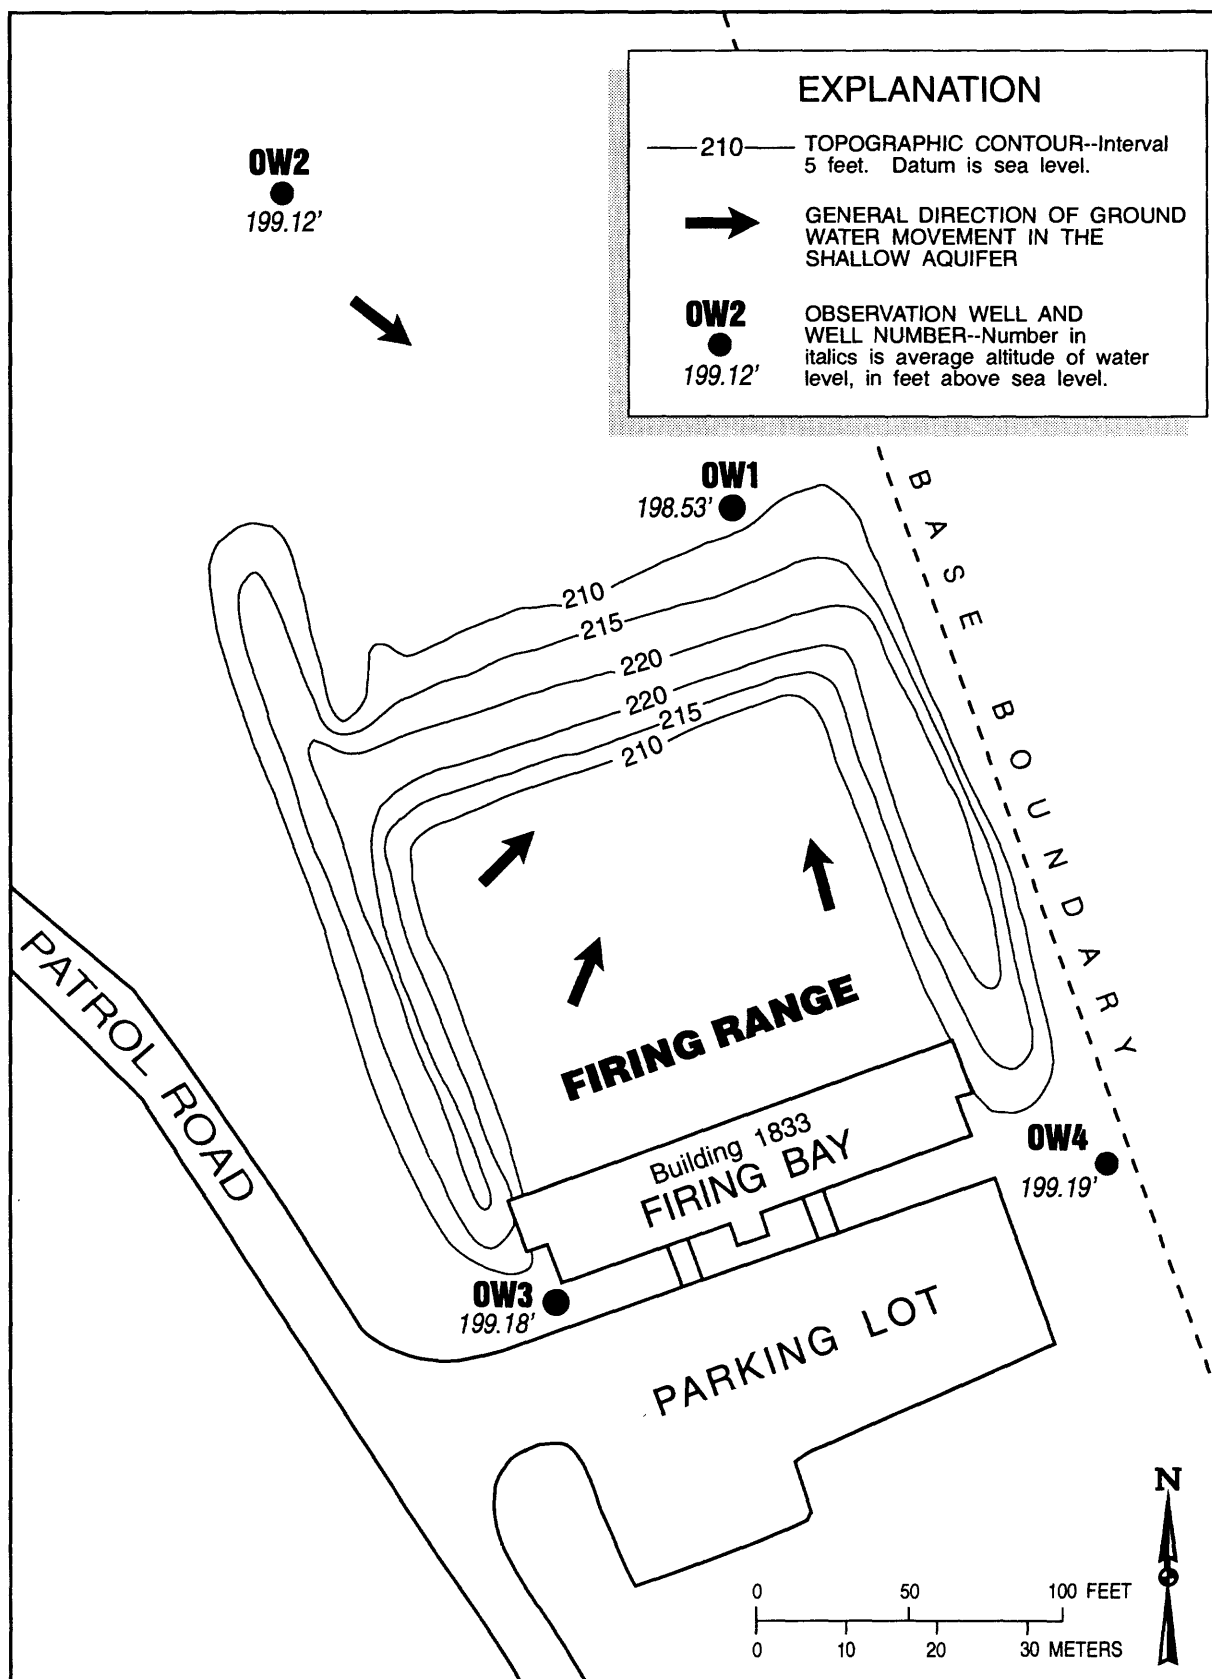 EXPLANATION
210
TOPOGRAPHIC CONTOUR--Interval
5 feet. Datum is sea level.
GENERAL DIRECTION OF GROUND
WATER MOVEMENT IN THE
SHALLOW AQUIFER
OW2
199.12'
OBSERVATION WELL AND
WELL NUMBER--Number in
italics is average altitude of water
level, in feet above sea level.
OW2
199.12'
OW1
198.53'
BASE BOUNDARY
210
215
220
220
215
210
FIRING RANGE
PATROL ROAD
Building 1833
FIRING BAY
OW4
199.19'
OW3
199.18'
PARKING LOT
N
0 50 100 FEET
0 10 20 30 METERS